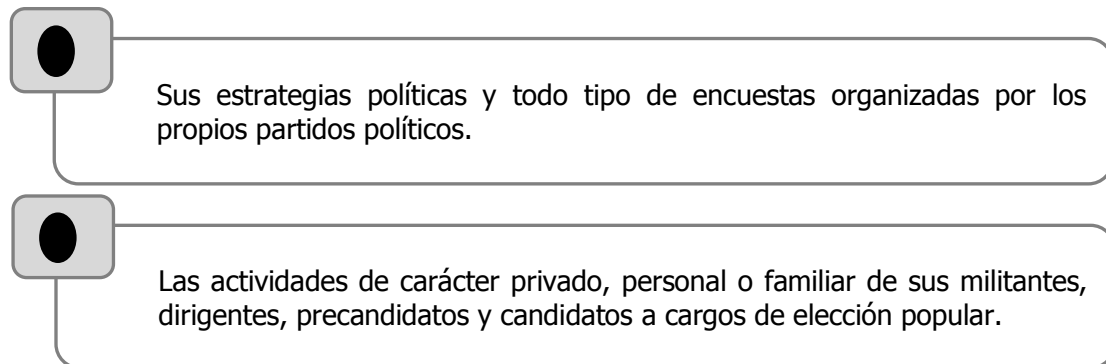 Sus estrategias políticas y todo tipo de encuestas organizadas por los
propios partidos políticos.
Las actividades de carácter privado, personal o familiar de sus militantes,
dirigentes, precandidatos y candidatos a cargos de elección popular.